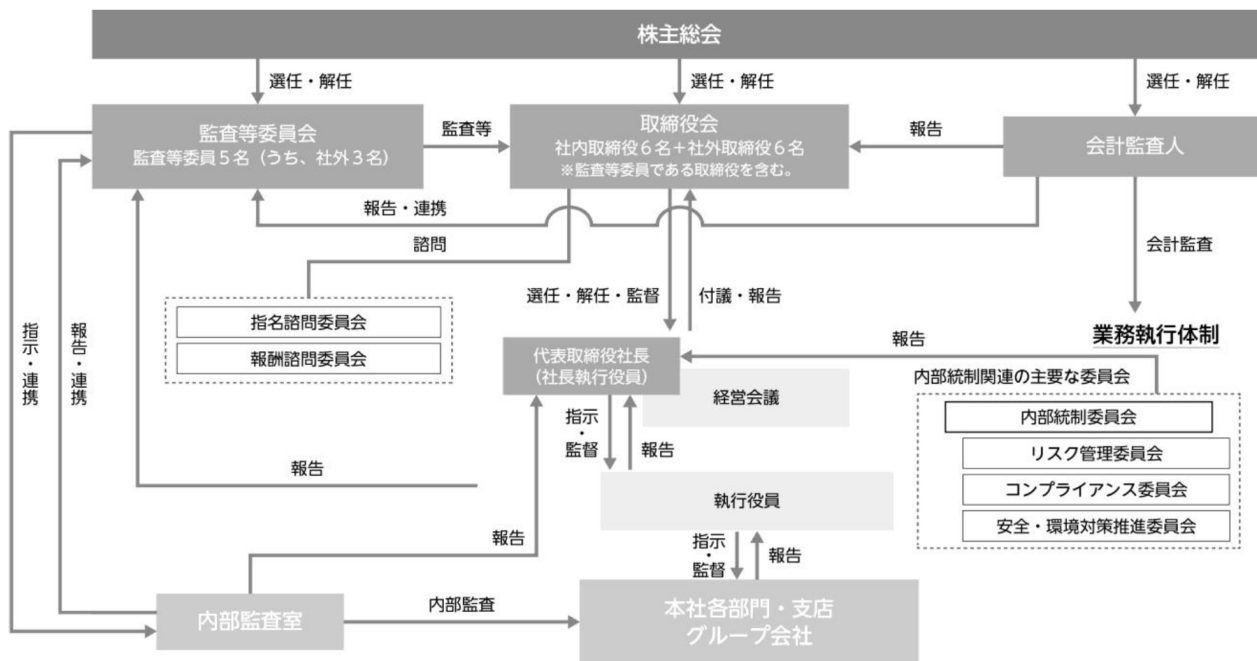 株主総会
選任・解任
選任・解任
選任・解任
監査等委員会
監査等委員5名（うち、社外3名）
監査等
取締役会
社内取締役6名＋社外取締役6名
※監査等委員である取締役を含む。
報告
会計監査人
報告・連携
諮問
会計監査
指名諮問委員会
報酬諮問委員会
選任・解任・監督
付議・報告
業務執行体制
指示・連携
報告・連携
代表取締役社長
（社長執行役員）
経営会議
報告
内部統制関連の主要な委員会
内部統制委員会
リスク管理委員会
コンプライアンス委員会
安全・環境対策推進委員会
指示
・
監督
報告
報告
執行役員
報告
指示
・
監督
報告
内部監査室
内部監査
本社各部門・支店
グループ会社